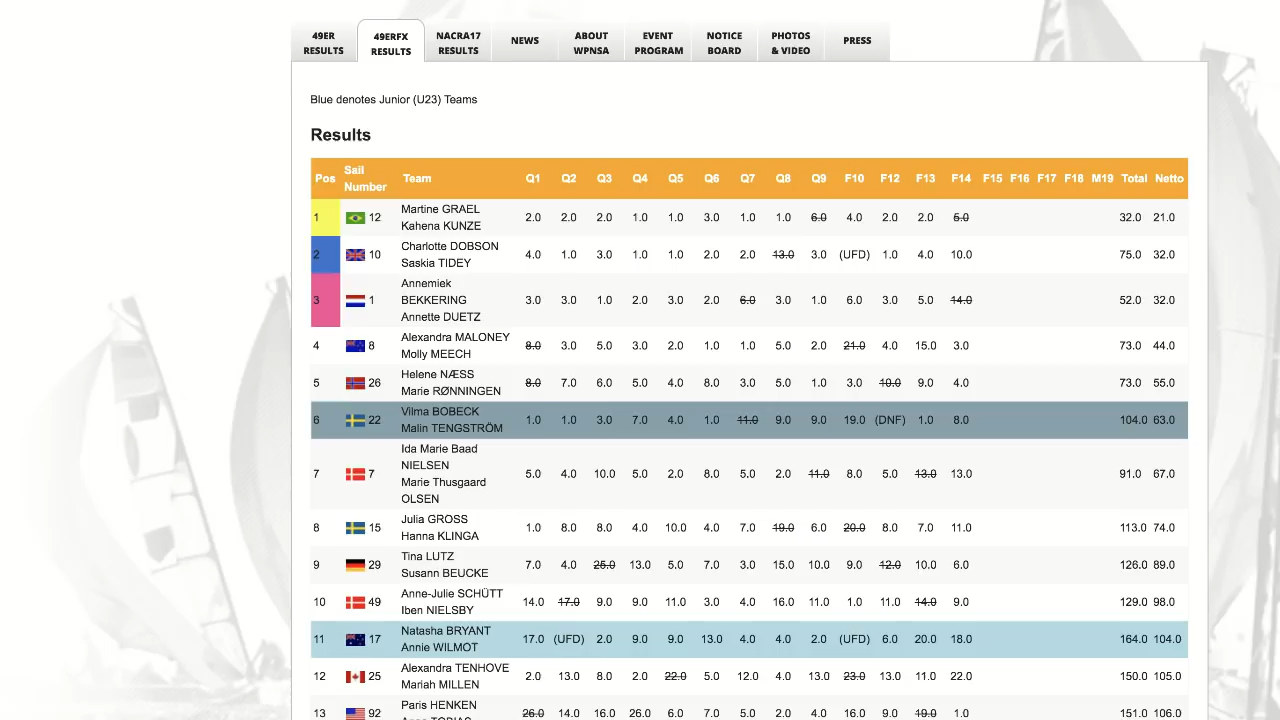 49ER RESULTS
49ERFX RESULTS
NACRA17 RESULTS
NEWS
ABOUT WPNSA
EVENT PROGRAM
NOTICE BOARD
PHOTOS & VIDEO
PRESS
Blue denotes Junior (U23) Teams
Results
Pos Sail Number Team Q1 Q2 Q3 Q4 Q5 Q6 Q7 Q8 Q9 F10 F12 F13 F14 F15 F16 F17 F18 M19 Total Netto
1 12 Martine GRAEL Kahena KUNZE 2.0 2.0 2.0 1.0 1.0 3.0 1.0 1.0 6.0 4.0 2.0 2.0 5.0 32.0 21.0
2 10 Charlotte DOBSON Saskia TIDEY 4.0 1.0 3.0 1.0 1.0 2.0 2.0 13.0 3.0 (UFD) 1.0 4.0 10.0 75.0 32.0
3 1 Annemiek BEKKERING Annette DUETZ 3.0 3.0 1.0 2.0 3.0 2.0 6.0 3.0 1.0 6.0 3.0 5.0 14.0 52.0 32.0
4 8 Alexandra MALONEY Molly MEECH 8.0 3.0 5.0 3.0 2.0 1.0 1.0 5.0 2.0 21.0 4.0 15.0 3.0 73.0 44.0
5 26 Helene NÆSS Marie RØNNINGEN 8.0 7.0 6.0 5.0 4.0 8.0 3.0 5.0 1.0 3.0 10.0 9.0 4.0 73.0 55.0
6 22 Vilma BOBECK Malin TENGSTRÖM 1.0 1.0 3.0 7.0 4.0 1.0 11.0 9.0 9.0 19.0 (DNF) 1.0 8.0 104.0 63.0
7 7 Ida Marie Baad NIELSEN Marie Thusgaard OLSEN 5.0 4.0 10.0 5.0 2.0 8.0 5.0 2.0 11.0 8.0 5.0 13.0 13.0 91.0 67.0
8 15 Julia GROSS Hanna KLINGA 1.0 8.0 8.0 4.0 10.0 4.0 7.0 19.0 6.0 20.0 8.0 7.0 11.0 113.0 74.0
9 29 Tina LUTZ Susann BEUCKE 7.0 4.0 25.0 13.0 5.0 7.0 3.0 15.0 10.0 9.0 12.0 10.0 6.0 126.0 89.0
10 49 Anne-Julie SCHÜTT Iben NIELSBY 14.0 17.0 9.0 9.0 11.0 3.0 4.0 16.0 11.0 1.0 11.0 14.0 9.0 129.0 98.0
11 17 Natasha BRYANT Annie WILMOT 17.0 (UFD) 2.0 9.0 9.0 13.0 4.0 4.0 2.0 (UFD) 6.0 20.0 18.0 164.0 104.0
12 25 Alexandra TENHOVE Mariah MILLEN 2.0 13.0 8.0 2.0 22.0 5.0 12.0 4.0 13.0 23.0 13.0 11.0 22.0 150.0 105.0
13 92 Paris HENKEN 26.0 14.0 16.0 26.0 6.0 7.0 5.0 2.0 4.0 16.0 9.0 19.0 1.0 151.0 106.0